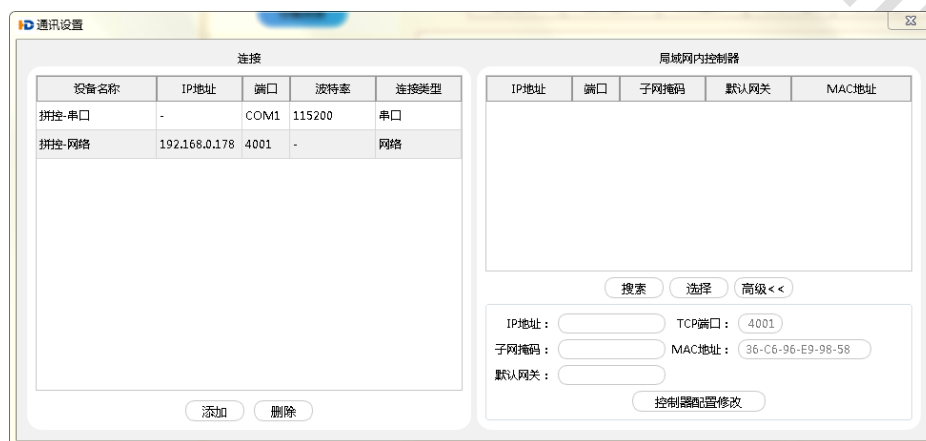 通讯设置
连接
设备名称 IP地址 端口 波特率 连接类型
拼控-串口 - COM1 115200 串口
拼控-网络 192.168.0.178 4001 - 网络
添加 删除
局域网内控制器
IP地址 端口 子网掩码 默认网关 MAC地址
搜索 选择 高级<<
IP地址： TCP端口： 4001
子网掩码： MAC地址： 36-C6-96-E9-98-58
默认网关：
控制器配置修改